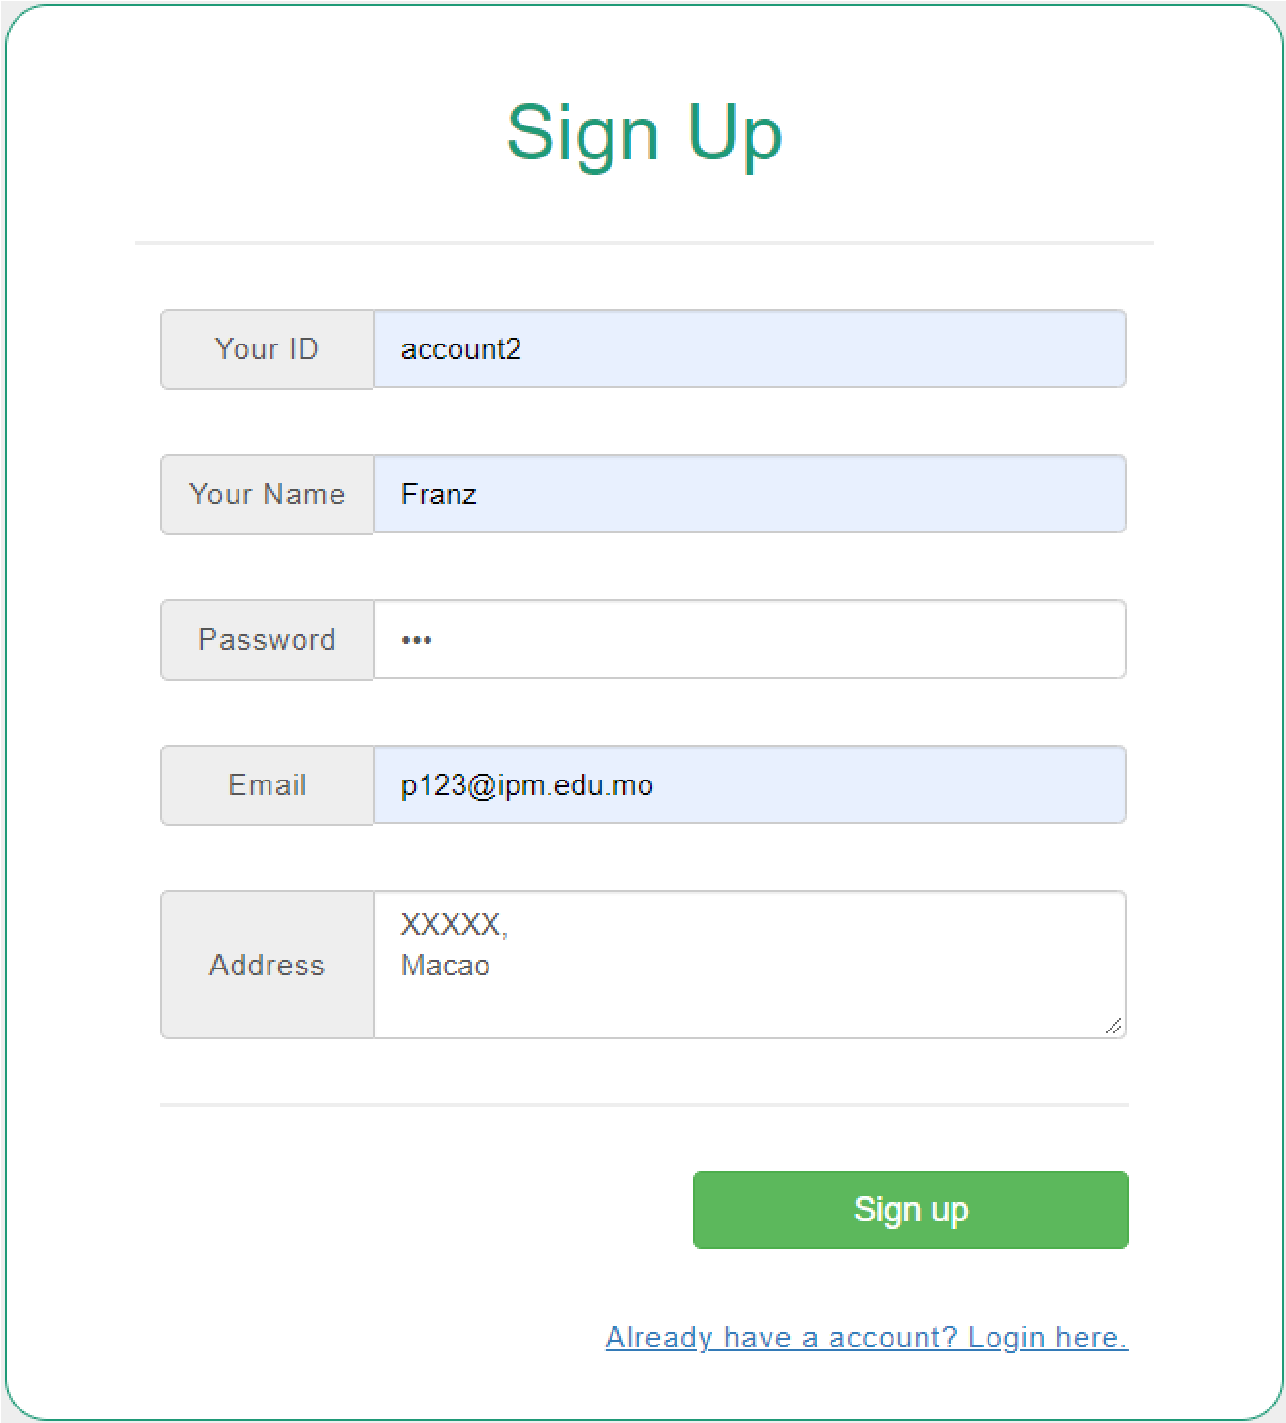 Sign Up
Your ID account2
Your Name Franz
Password •••
Email p123@ipm.edu.mo
XXXXX,
Address Macao
Sign up
Already have a account? Login here.